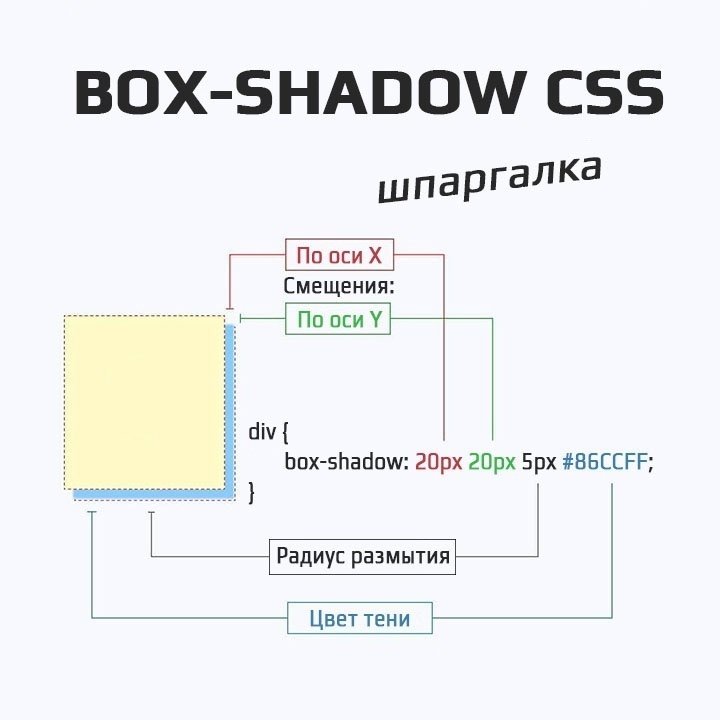 BOX-SHADOW CSS
шпаргалка
По оси X
Смещения:
По оси Y
div {
box-shadow: 20px 20px 5px #86CCFF;
}
Радиус размытия
Цвет тени